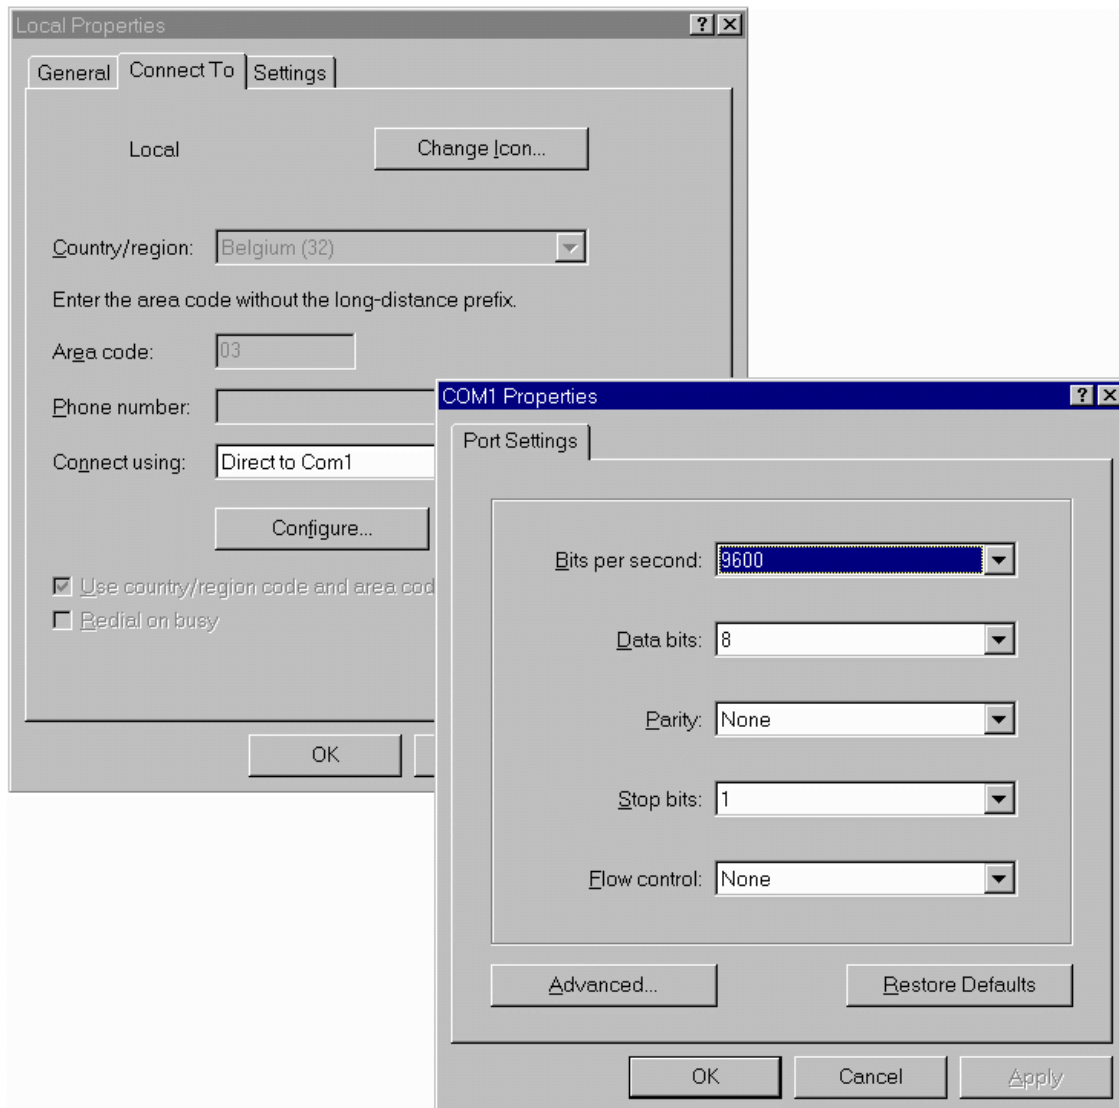 Local Properties
General Connect To Settings
Local Change Icon...
Country/region: Belgium (32)
Enter the area code without the long-distance prefix.
Area code: 03
Phone number:
Connect using: Direct to Com1
Configure...
Use country/region code and area cod
Redial on busy
OK
COM1 Properties
Port Settings
Bits per second: 9600
Data bits: 8
Parity: None
Stop bits: 1
Flow control: None
Advanced... Restore Defaults
OK Cancel Apply